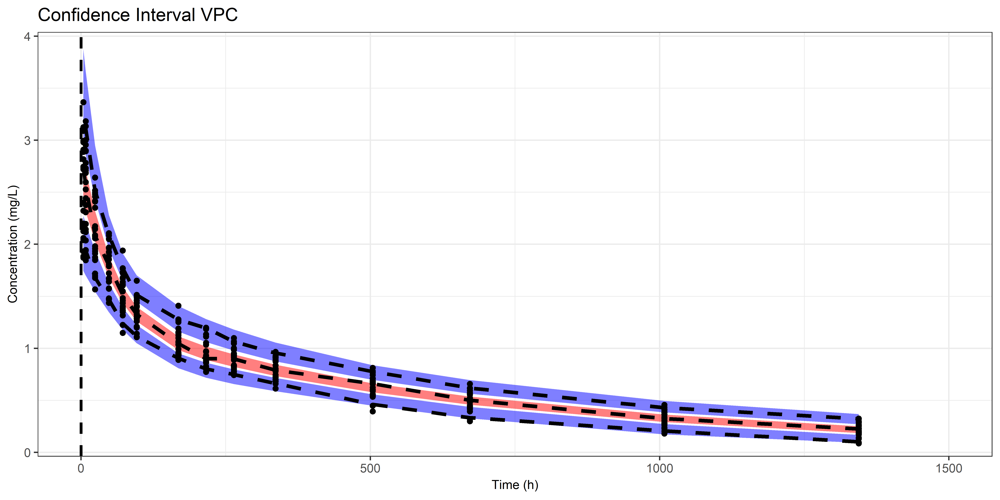 Confidence Interval VPC
4
3
2
1
0
Concentration (mg/L)
0 500 1000 1500
Time (h)